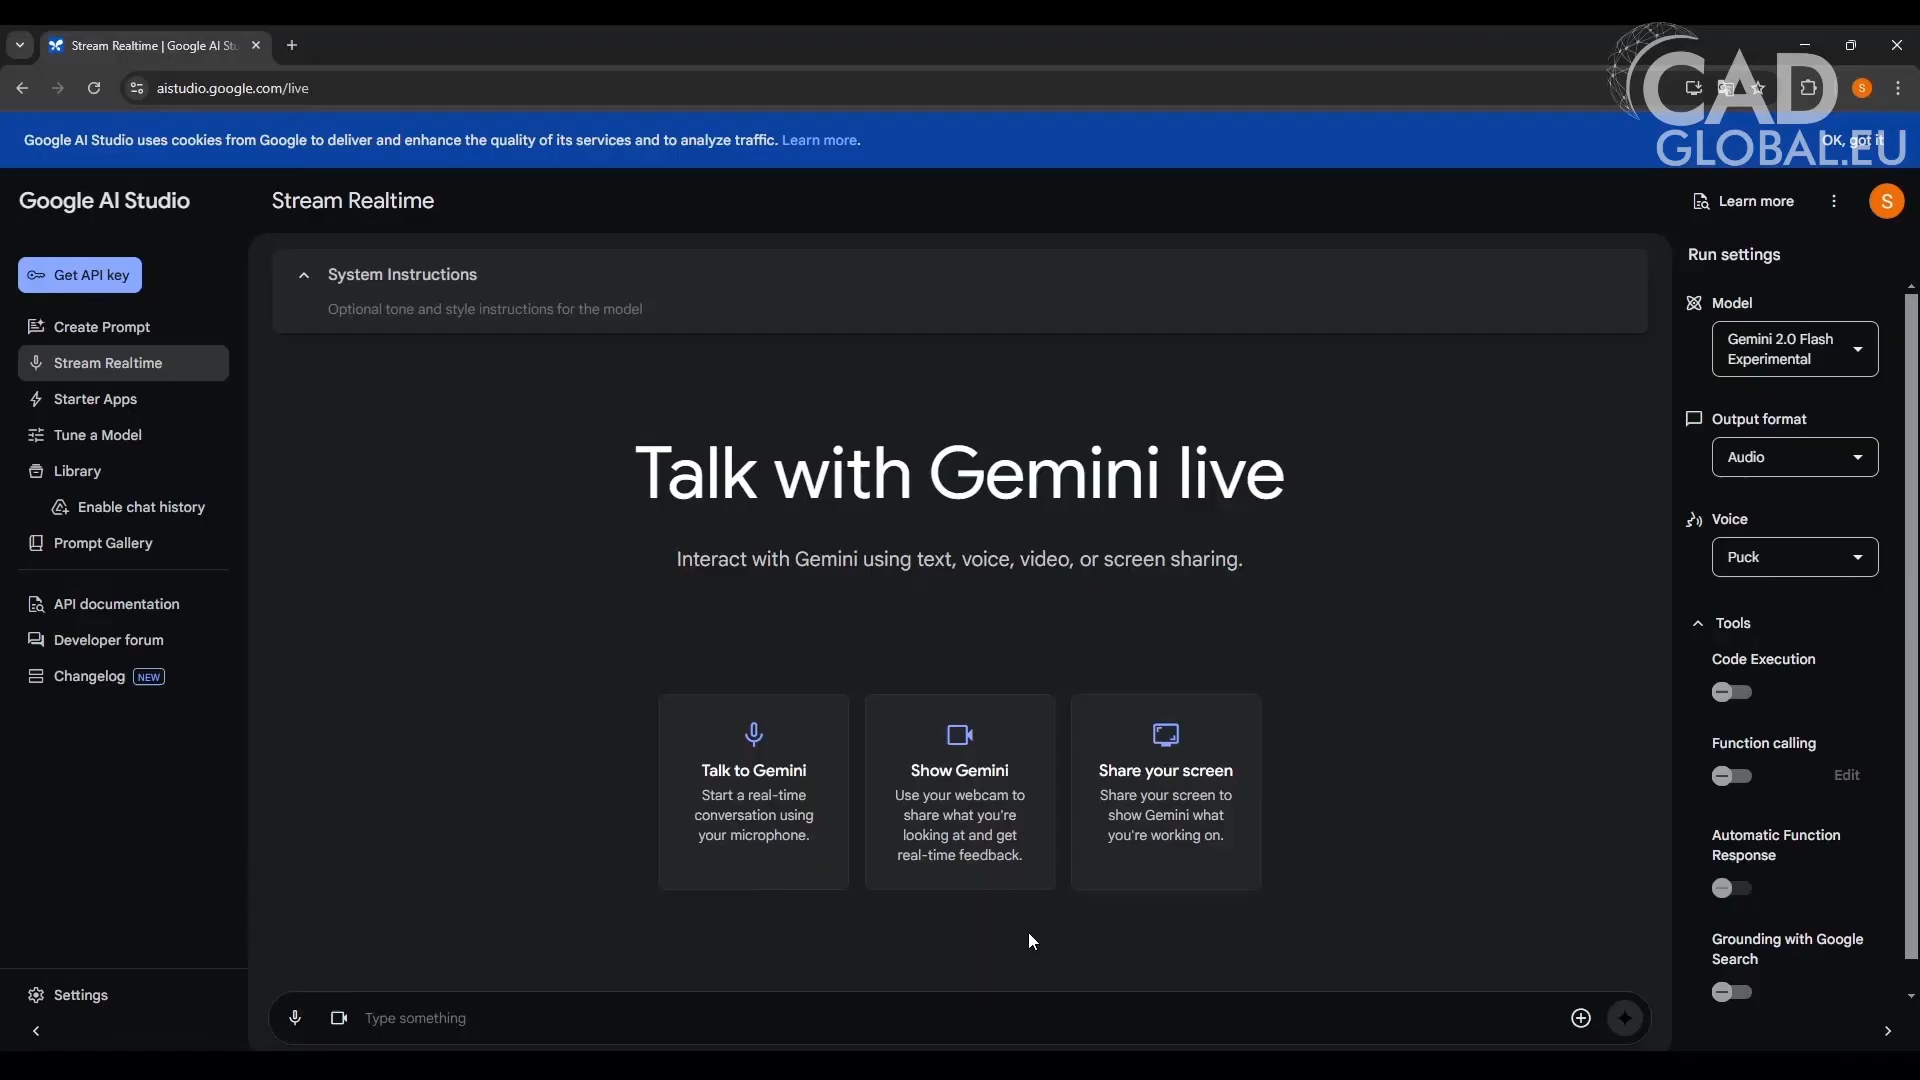 Stream Realtime | Google AI Stu
aistudio.google.com/live
S
CAD
GLOBAL.EU
Google AI Studio uses cookies from Google to deliver and enhance the quality of its services and to analyze traffic. Learn more.
OK, got it
Google AI Studio
Stream Realtime
Learn more
S
Get API key
Create Prompt
Stream Realtime
Starter Apps
Tune a Model
Library
Enable chat history
Prompt Gallery
API documentation
Developer forum
Changelog NEW
Settings
System Instructions
Optional tone and style instructions for the model
Talk with Gemini live
Interact with Gemini using text, voice, video, or screen sharing.
Talk to Gemini
Start a real-time
conversation using
your microphone.
Show Gemini
Use your webcam to
share what you're
looking at and get
real-time feedback.
Share your screen
Share your screen to
show Gemini what
you're working on.
Type something
Run settings
Model
Gemini 2.0 Flash
Experimental
Output format
Audio
Voice
Puck
Tools
Code Execution
Function calling
Edit
Automatic Function
Response
Grounding with Google
Search